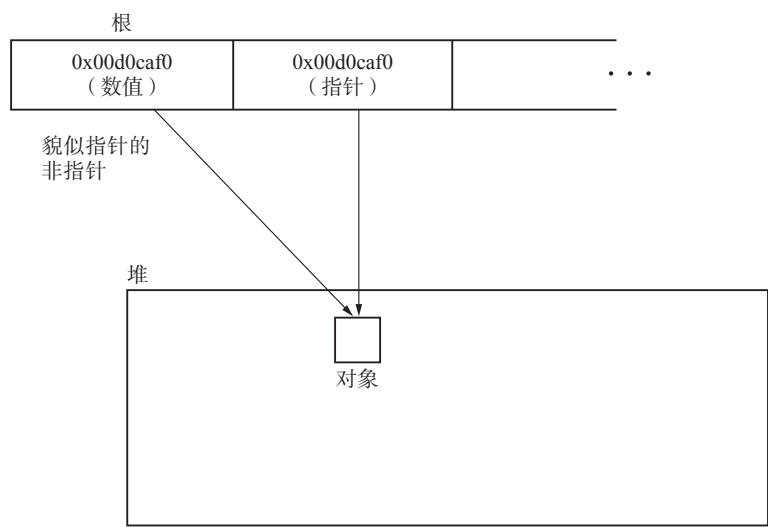 根
0x00d0caf0
（数值）
0x00d0caf0
（指针）
···
貌似指针的
非指针
堆
对象